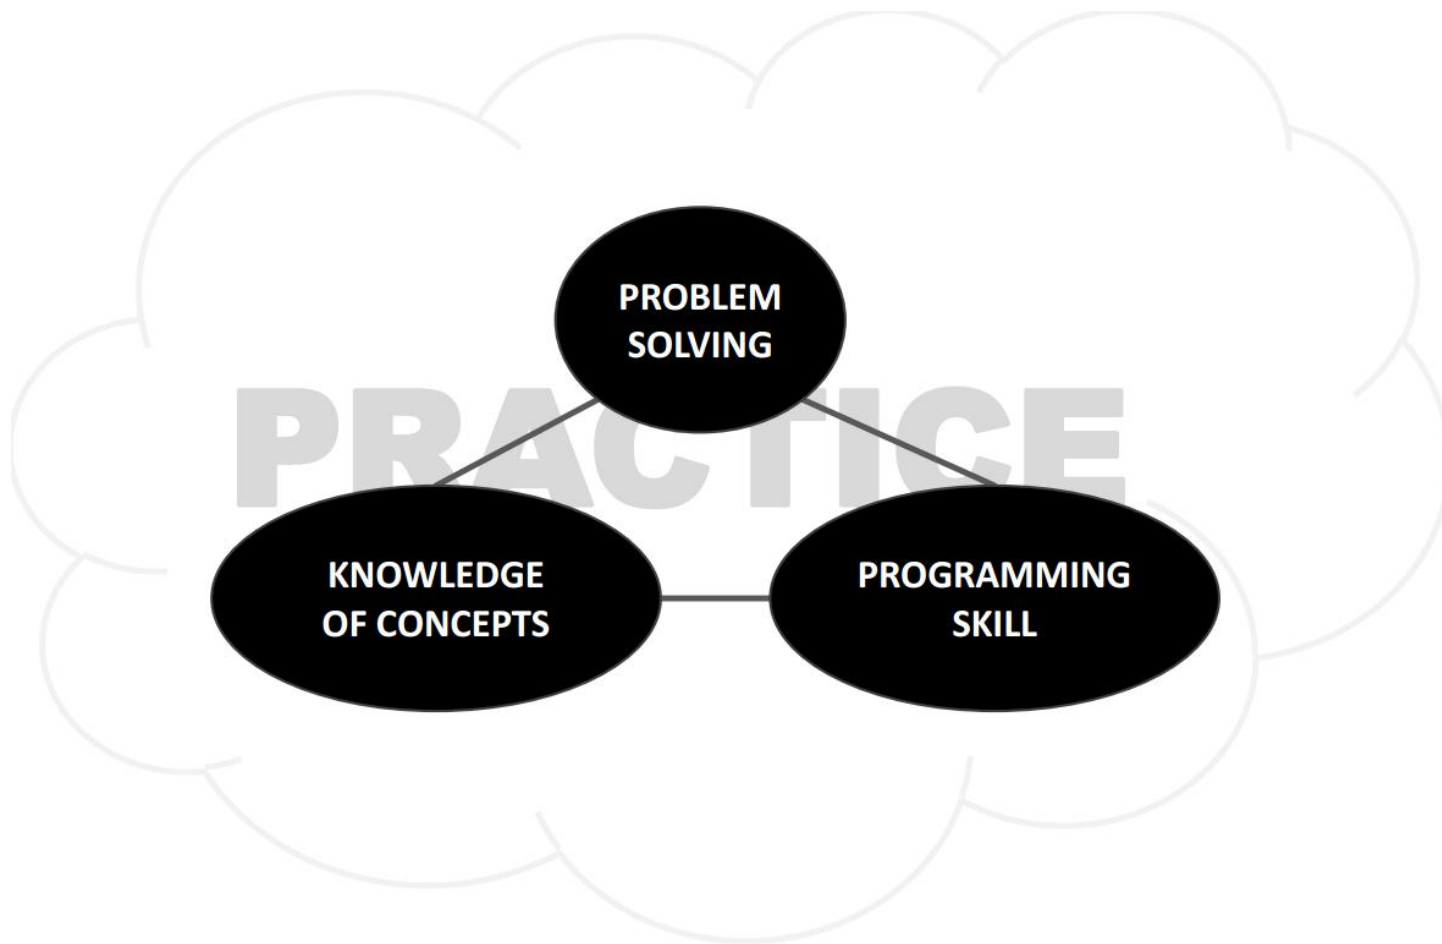 PROBLEM
SOLVING
PRACTICE
KNOWLEDGE
OF CONCEPTS
PROGRAMMING
SKILL